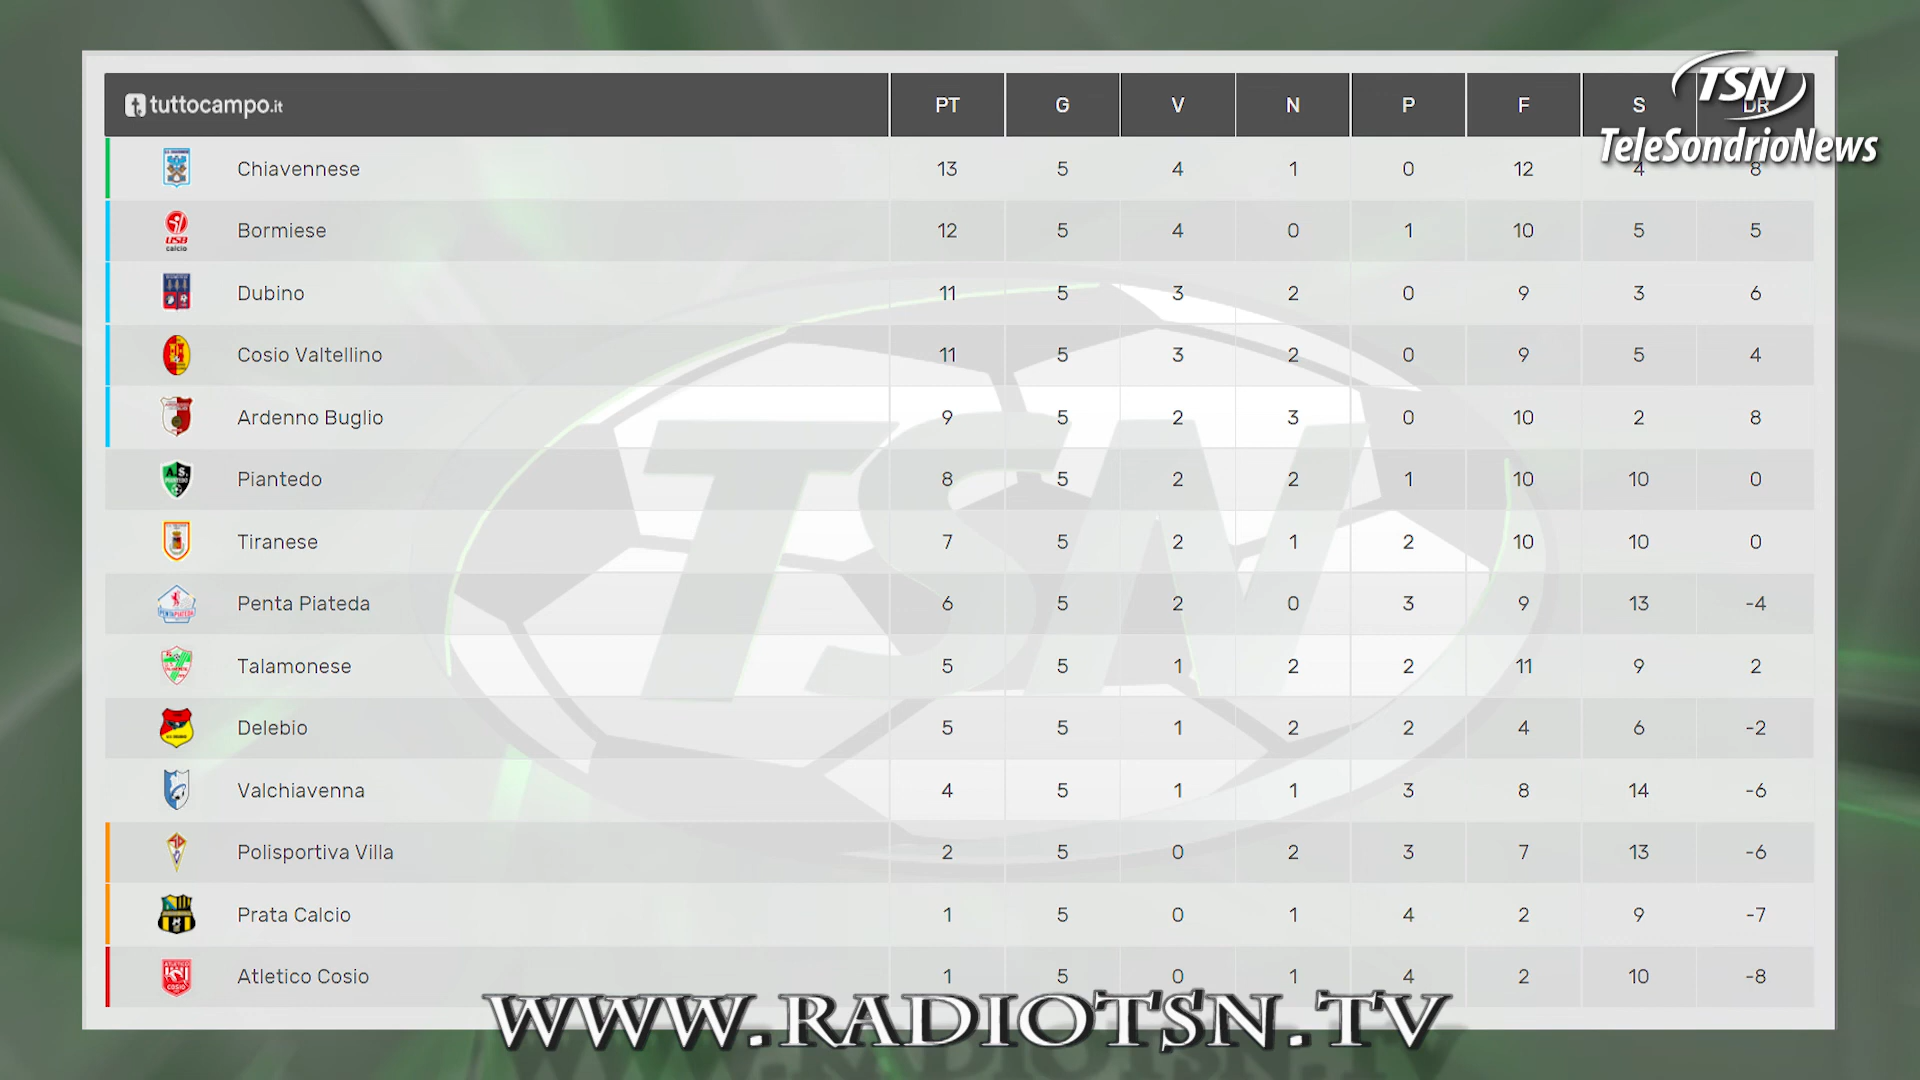 tuttocampo.it PT G V N P F S DR
TSN
TeleSondrioNews
Chiavennese 13 5 4 1 0 12 4 8
Bormiese 12 5 4 0 1 10 5 5
USB
calcio
Dubino 11 5 3 2 0 9 3 6
Cosio Valtellino 11 5 3 2 0 9 5 4
Ardenno Buglio 9 5 2 3 0 10 2 8
A.S. Piantedo 8 5 2 2 1 10 10 0
Tiranese 7 5 2 1 2 10 10 0
Penta Piateda 6 5 2 0 3 9 13 -4
Talamonese 5 5 1 2 2 11 9 2
Delebio 5 5 1 2 2 4 6 -2
Valchiavenna 4 5 1 1 3 8 14 -6
Polisportiva Villa 2 5 0 2 3 7 13 -6
Prata Calcio 1 5 0 1 4 2 9 -7
Atletico Cosio 1 5 0 1 4 2 10 -8
TSN
WWW.RADIOTSN.TV